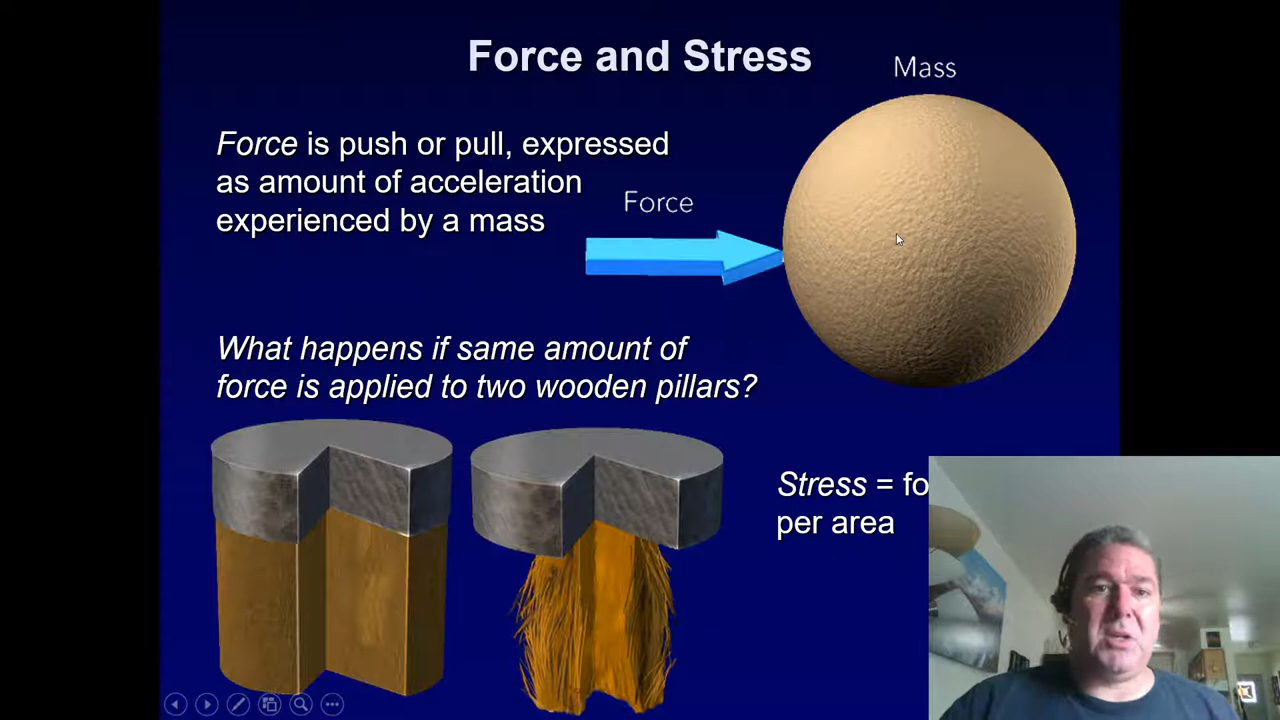 Force and Stress
Mass
Force is push or pull, expressed
as amount of acceleration
experienced by a mass
Force
What happens if same amount of
force is applied to two wooden pillars?
Stress = fo
per area